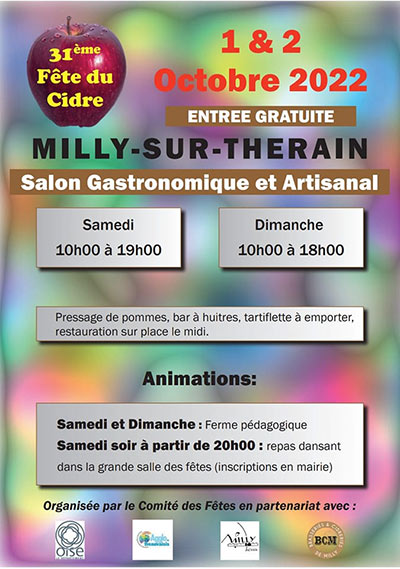 31ème
Fête du
Cidre
1 & 2
Octobre 2022
ENTREE GRATUITE
MILLY-SUR-THERAIN
Salon Gastronomique et Artisanal
Samedi
10h00 à 19h00
Dimanche
10h00 à 18h00
Pressage de pommes, bar à huitres, tartiflette à emporter,
restauration sur place le midi.
Animations:
Samedi et Dimanche : Ferme pédagogique
Samedi soir à partir de 20h00 : repas dansant
dans la grande salle des fêtes (inscriptions en mairie)
Organisée par le Comité des Fêtes en partenariat avec :
oise
Milly
BCM